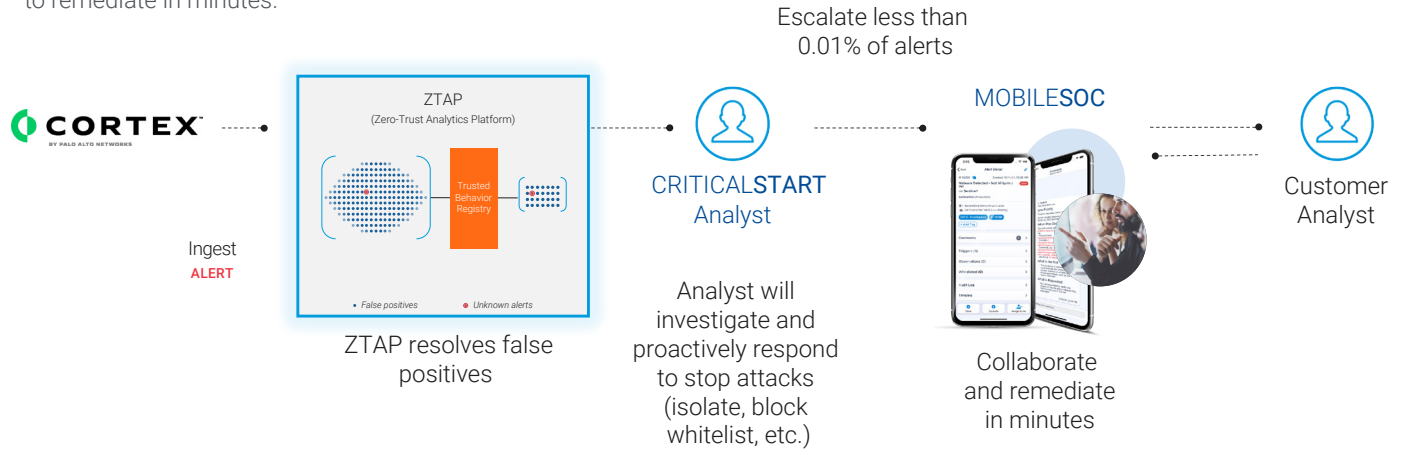 to remediate in minutes.
Escalate less than
0.01% of alerts
CORTEX™
BY PALO ALTO NETWORKS
Ingest
ALERT
ZTAP
(Zero-Trust Analytics Platform)
Trusted
Behavior
Registry
False positives
Unknown alerts
ZTAP resolves false
positives
CRITICALSTART
Analyst
Analyst will
investigate and
proactively respond
to stop attacks
(isolate, block
whitelist, etc.)
MOBILESOC
Collaborate
and remediate
in minutes
Customer
Analyst